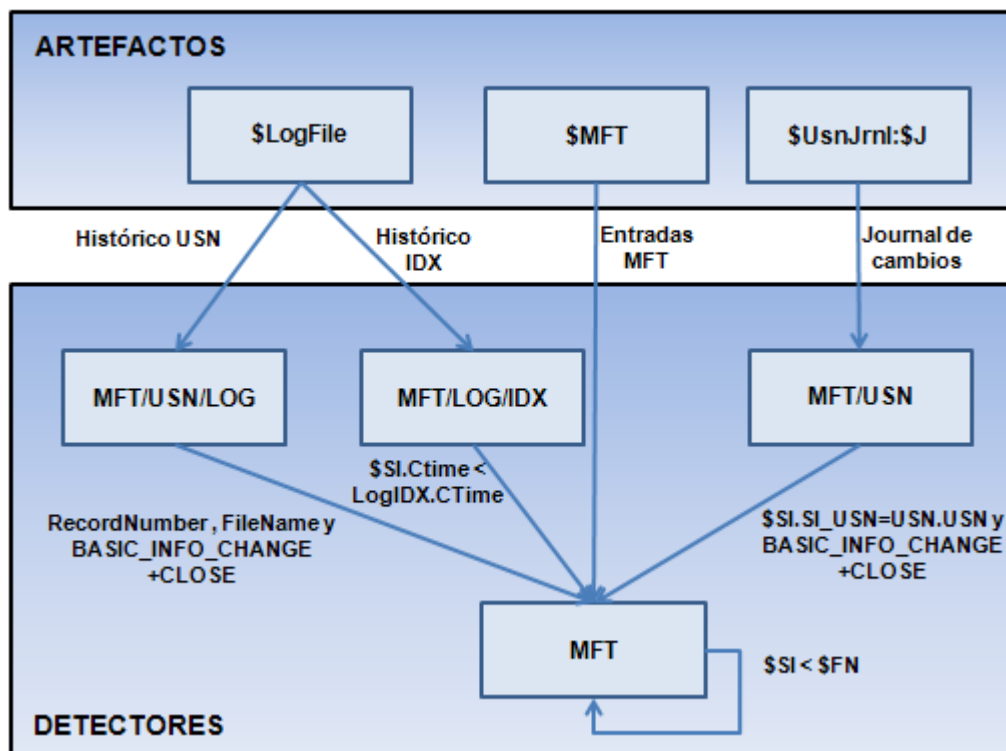 ARTEFACTOS
$LogFile
$MFT
$UsnJrnl:$J
Histórico USN
Histórico
IDX
Entradas
MFT
Journal de
cambios
MFT/USN/LOG
MFT/LOG/IDX
MFT/USN
$SI.Ctime <
LogIDX.CTime
RecordNumber , FileName y
BASIC_INFO_CHANGE
+CLOSE
$SI.SI_USN=USN.USN y
BASIC_INFO_CHANGE
+CLOSE
MFT
$SI < $FN
DETECTORES